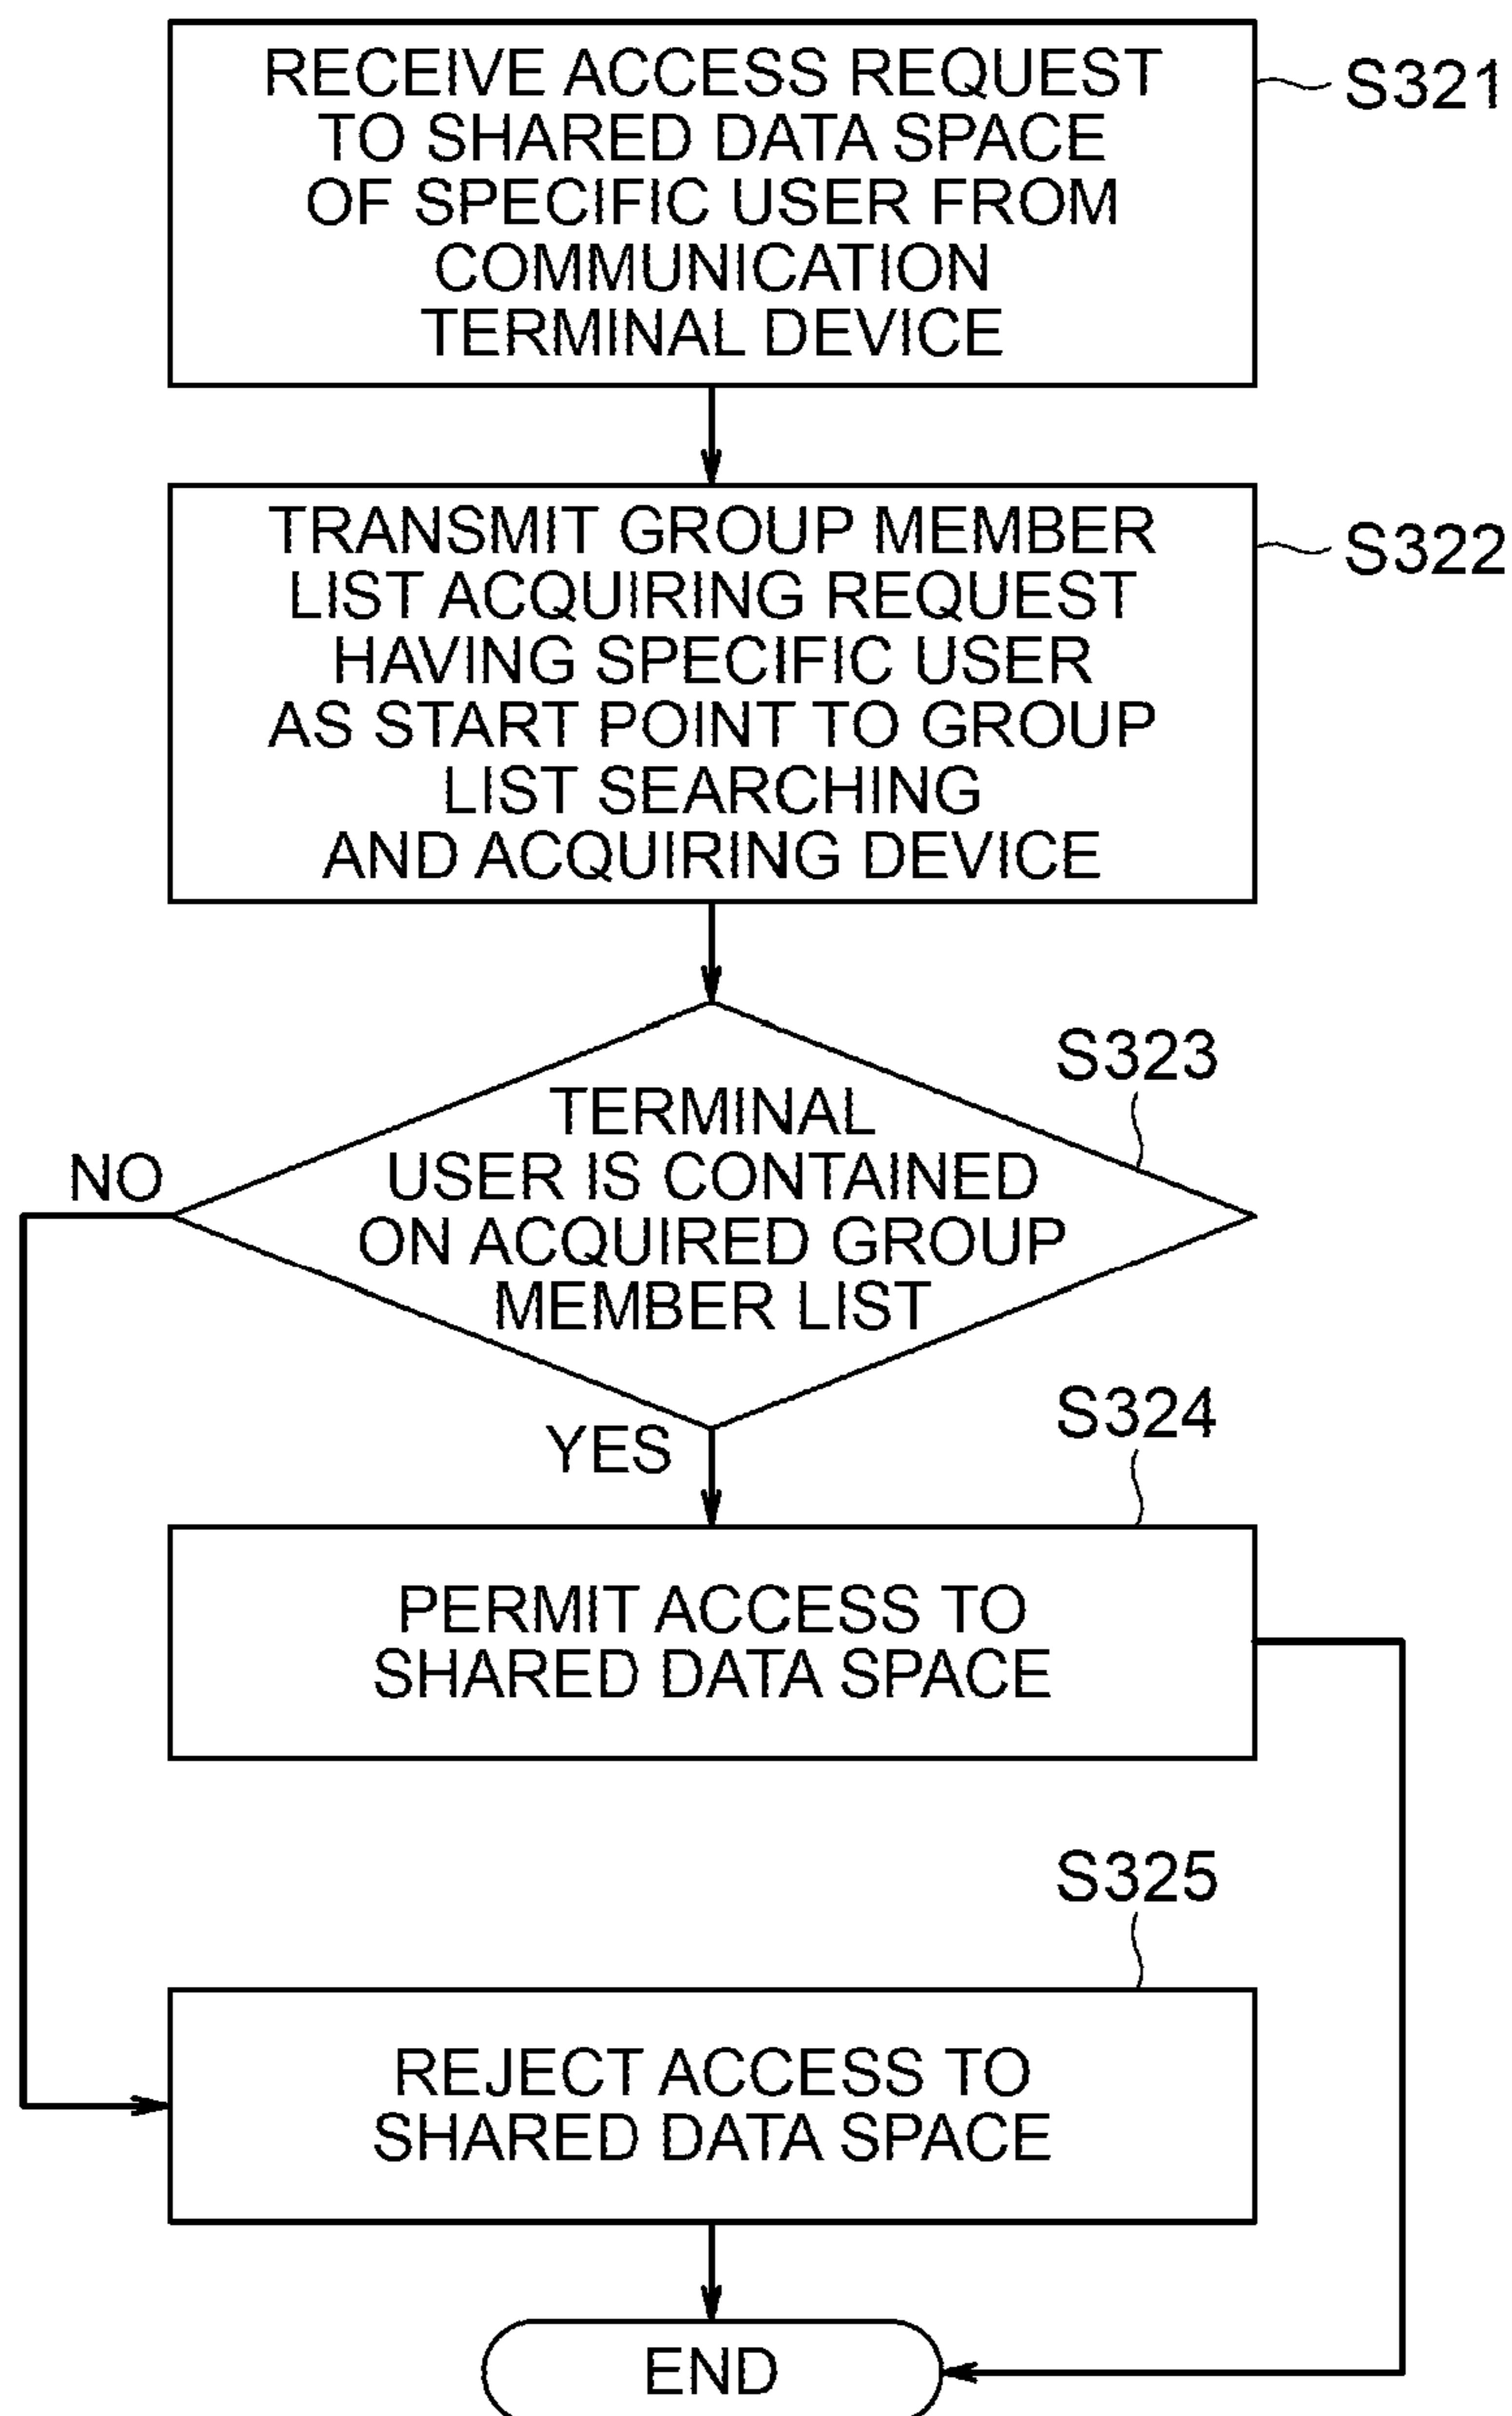 RECEIVE ACCESS REQUEST
TO SHARED DATA SPACE
OF SPECIFIC USER FROM
COMMUNICATION
TERMINAL DEVICE
S321
TRANSMIT GROUP MEMBER
LIST ACQUIRING REQUEST
HAVING SPECIFIC USER
AS START POINT TO GROUP
LIST SEARCHING
AND ACQUIRING DEVICE
S322
S323
TERMINAL
USER IS CONTAINED
ON ACQUIRED GROUP
MEMBER LIST
NO
YES
S324
PERMIT ACCESS TO
SHARED DATA SPACE
S325
REJECT ACCESS TO
SHARED DATA SPACE
END